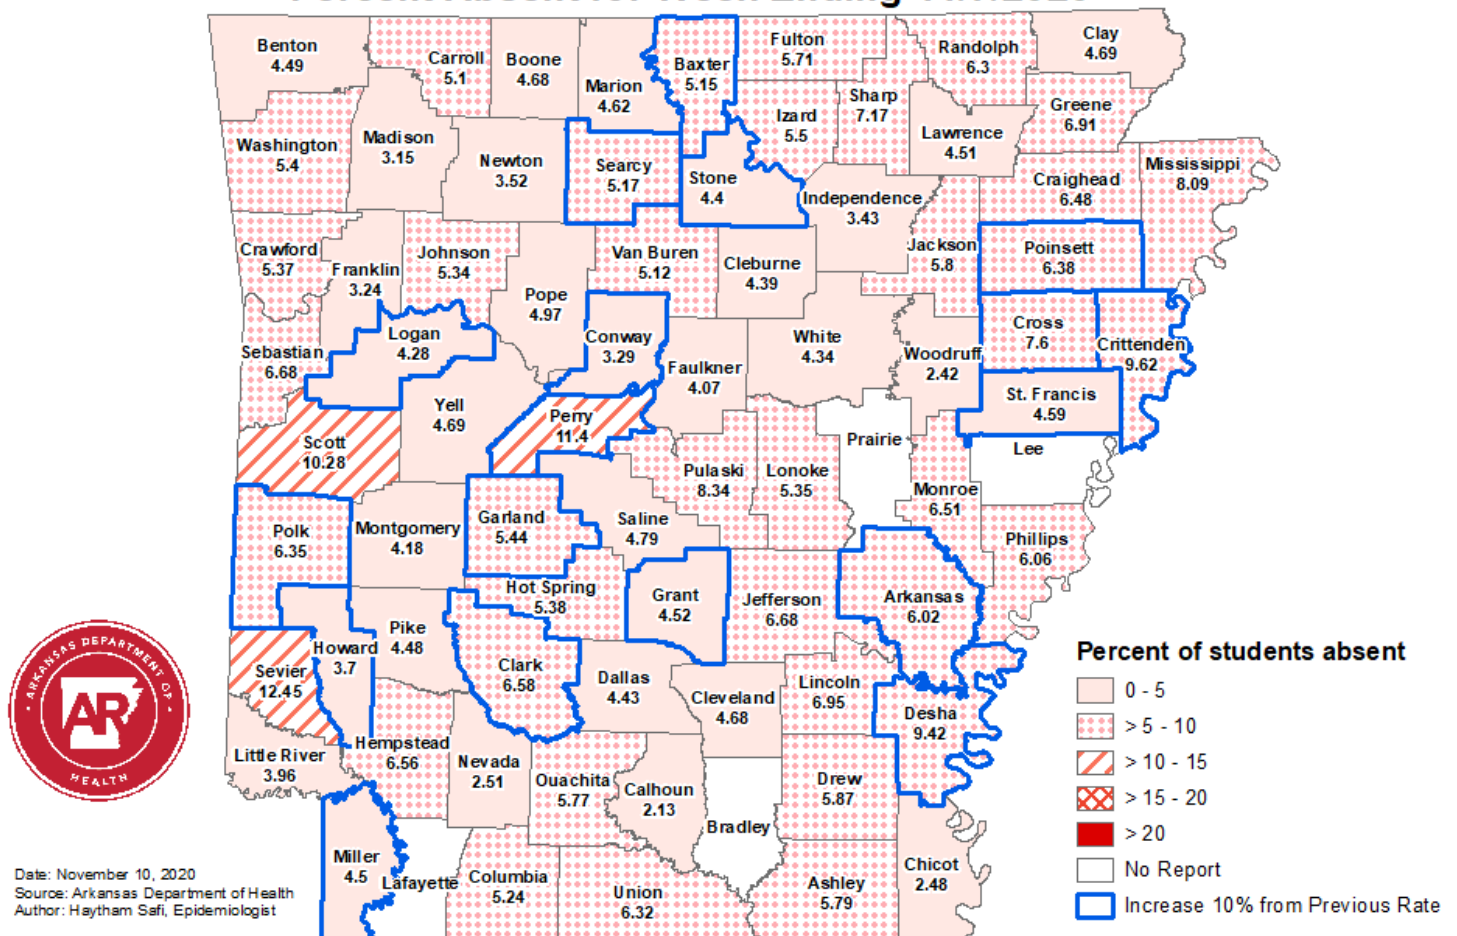 Benton
4.49
Carroll
5.1
Boone
4.68
Marion
4.62
Baxter
5.15
Fulton
5.71
Randolph
6.3
Clay
4.69
Washington
5.4
Madison
3.15
Newton
3.52
Searcy
5.17
Stone
4.4
Izard
5.5
Sharp
7.17
Lawrence
4.51
Greene
6.91
Craighead
6.48
Mississippi
8.09
Independence
3.43
Crawford
5.37
Franklin
3.24
Johnson
5.34
Pope
4.97
Van Buren
5.12
Cleburne
4.39
Jackson
5.8
Poinsett
6.38
Sebastian
6.68
Logan
4.28
Conway
3.29
Faulkner
4.07
White
4.34
Woodruff
2.42
Cross
7.6
Crittenden
9.62
St. Francis
4.59
Scott
10.28
Yell
4.69
Perry
11.4
Pulaski
8.34
Lonoke
5.35
Prairie
Lee
Monroe
6.51
Polk
6.35
Montgomery
4.18
Garland
5.44
Saline
4.79
Phillips
6.06
Hot Spring
5.38
Grant
4.52
Jefferson
6.68
Arkansas
6.02
Sevier
12.45
Howard
3.7
Pike
4.48
Clark
6.58
Dallas
4.43
Cleveland
4.68
Lincoln
6.95
Desha
9.42
Little River
3.96
Hempstead
6.56
Nevada
2.51
Ouachita
5.77
Calhoun
2.13
Bradley
Drew
5.87
Miller
4.5
Lafayette
Columbia
5.24
Union
6.32
Ashley
5.79
Chicot
2.48
ARKANSAS DEPARTMENT OF
AR
HEALTH
Date: November 10, 2020
Source: Arkansas Department of Health
Author: Haytham Safi, Epidemiologist
Percent of students absent
0 - 5
> 5 - 10
> 10 - 15
> 15 - 20
> 20
No Report
Increase 10% from Previous Rate